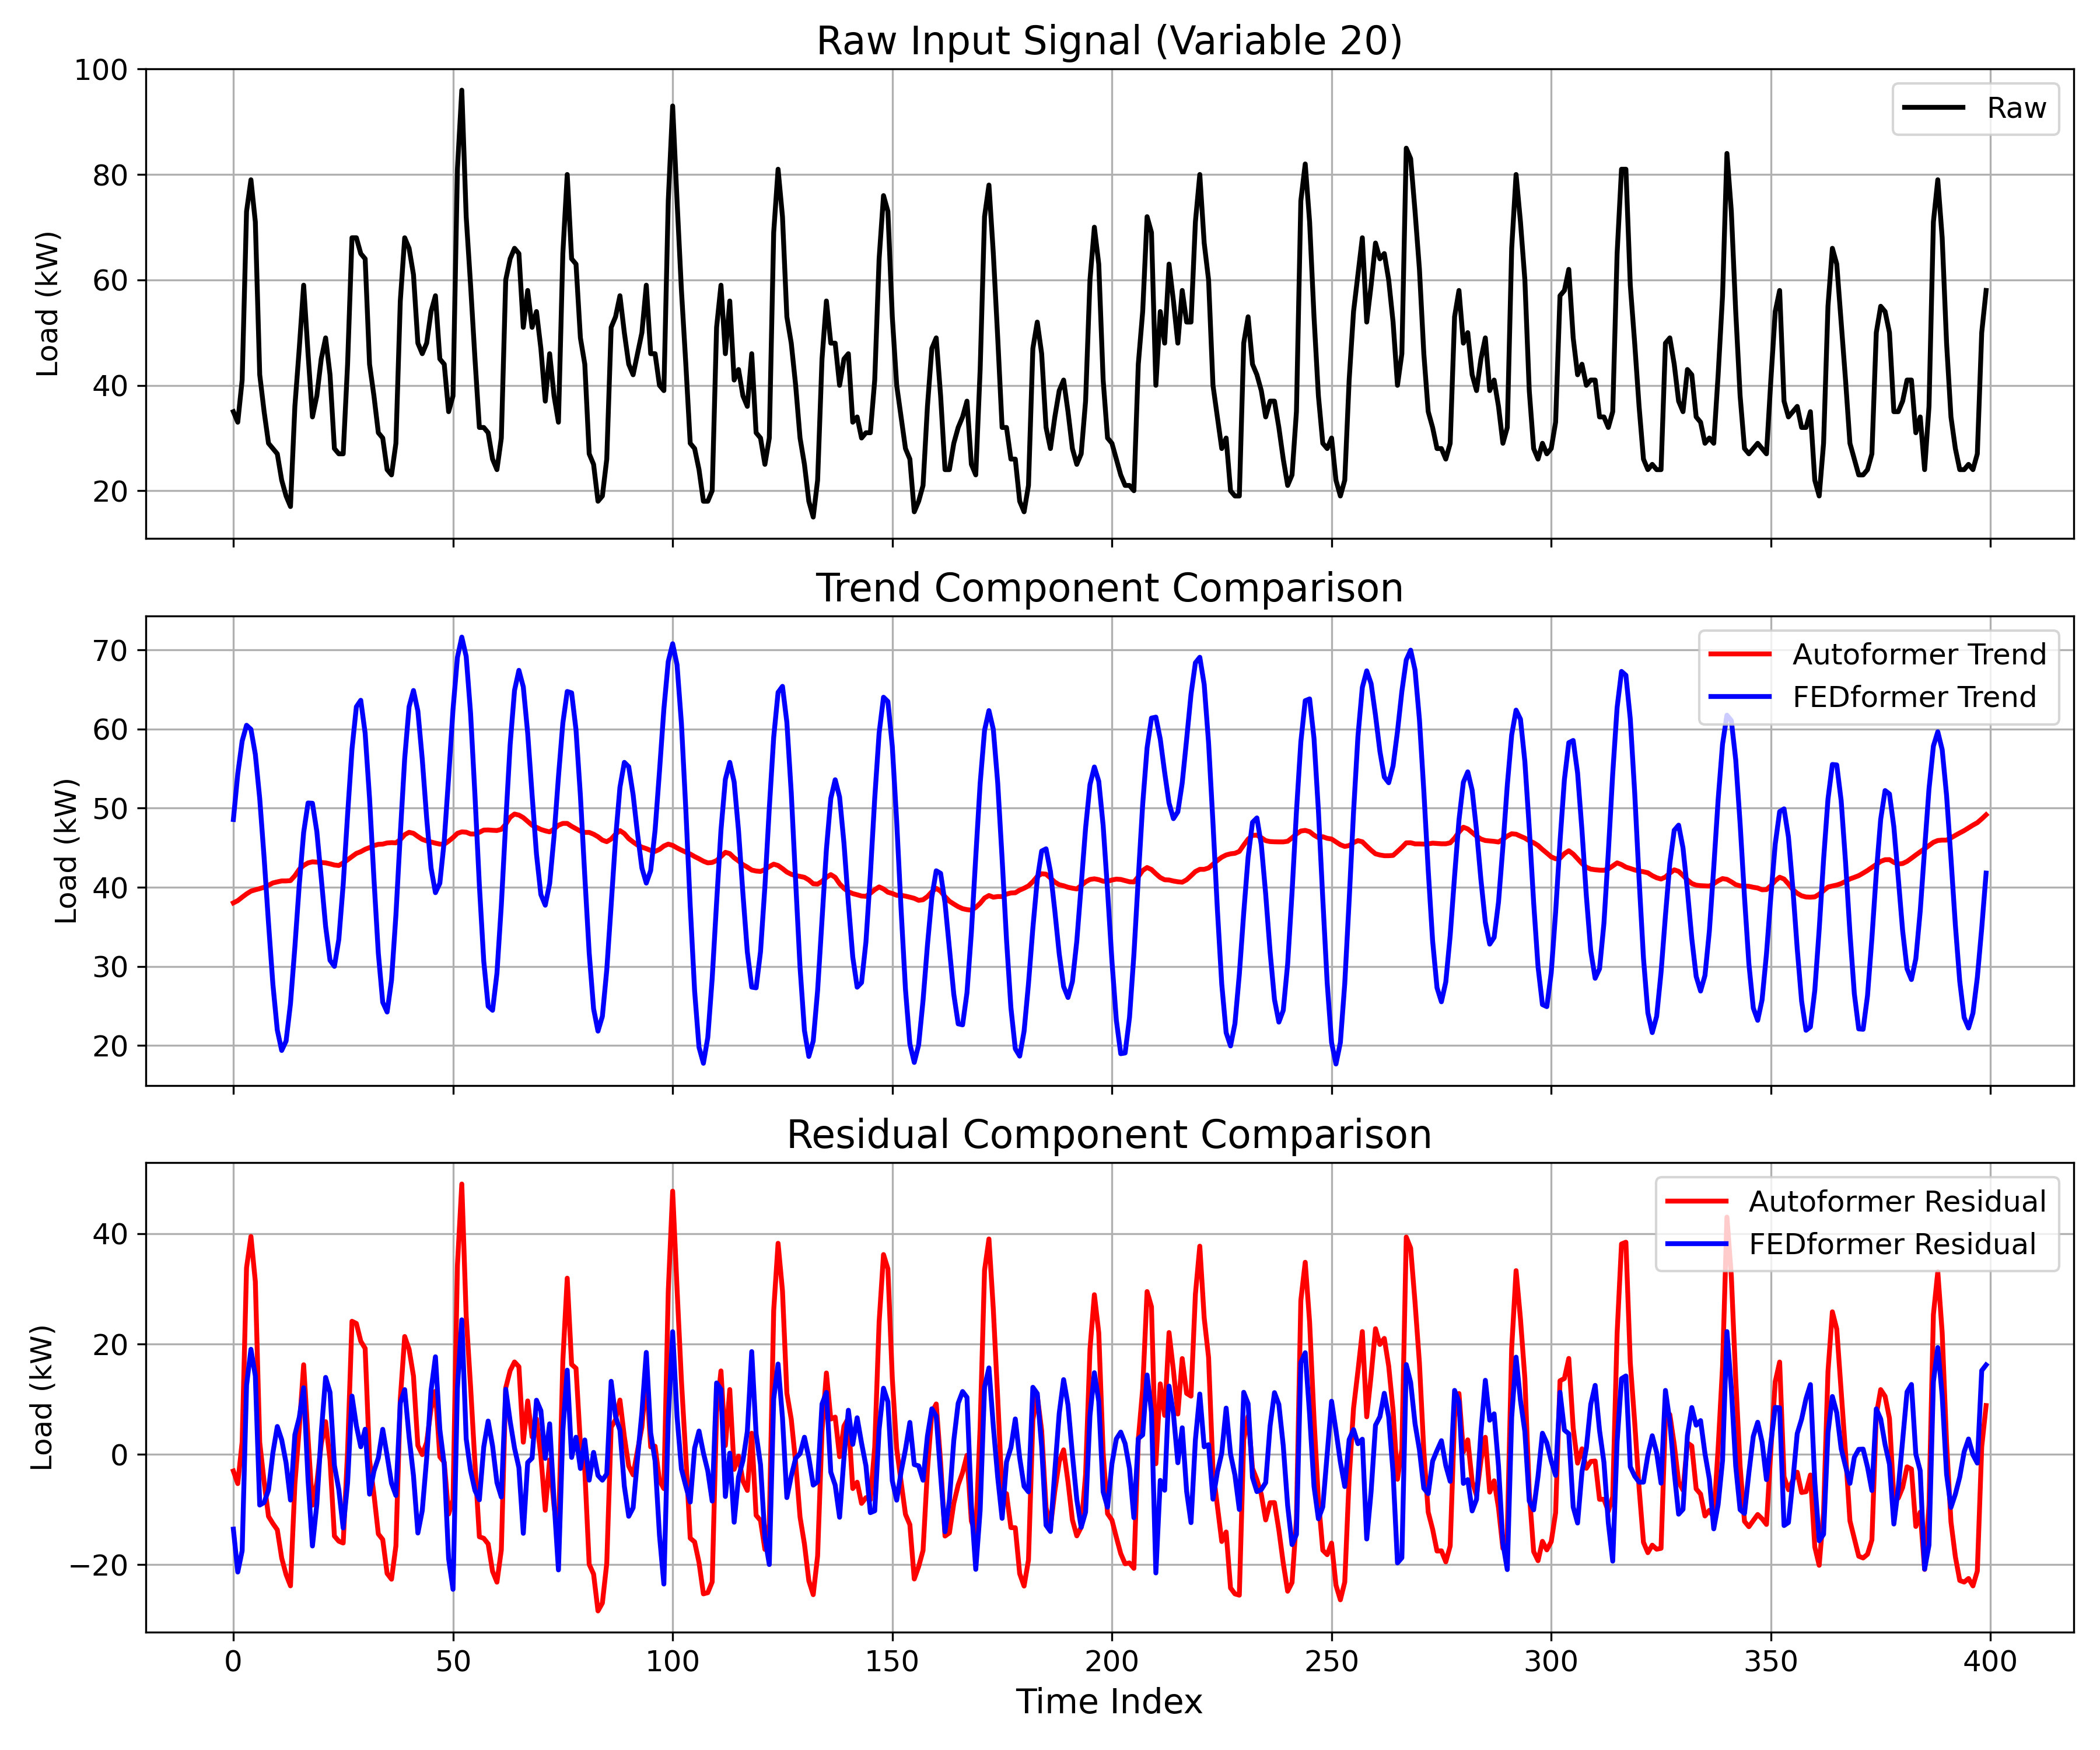 Raw Input Signal (Variable 20)
100
80
60
40
20
Load (kW)
Raw
Trend Component Comparison
70
60
50
40
30
20
Load (kW)
Autoformer Trend
FEDformer Trend
Residual Component Comparison
40
20
0
−20
Load (kW)
Autoformer Residual
FEDformer Residual
0 50 100 150 200 250 300 350 400
Time Index